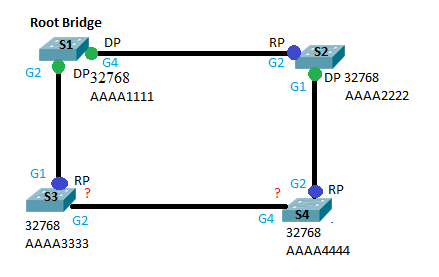 Root Bridge
S1
DP
RP
S2
G2
DP 32768
G4
G2
DP 32768
AAAA1111
G1
AAAA2222
G1
RP
?
?
G2
RP
S3
G2
G4
S4
32768
AAAA3333
32768
AAAA4444